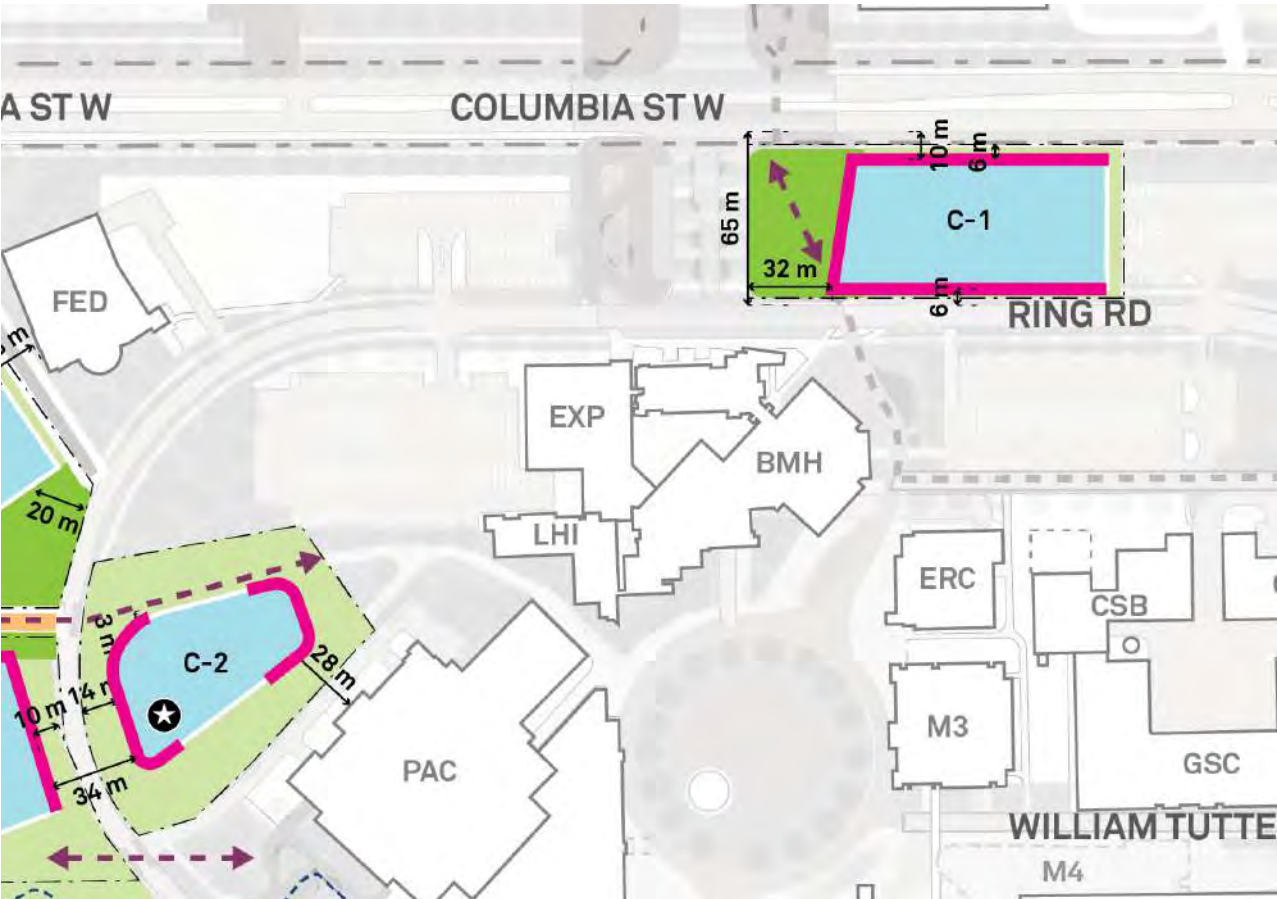 A ST W
COLUMBIA ST W
10 m
6 m
65 m
C-1
32 m
6 m
RING RD
FED
EXP
BMH
20 m
LHI
ERC
CSB
3 m
C-2
28 m
14 m
10 m
34 m
PAC
M3
GSC
WILLIAM TUTTE
M4